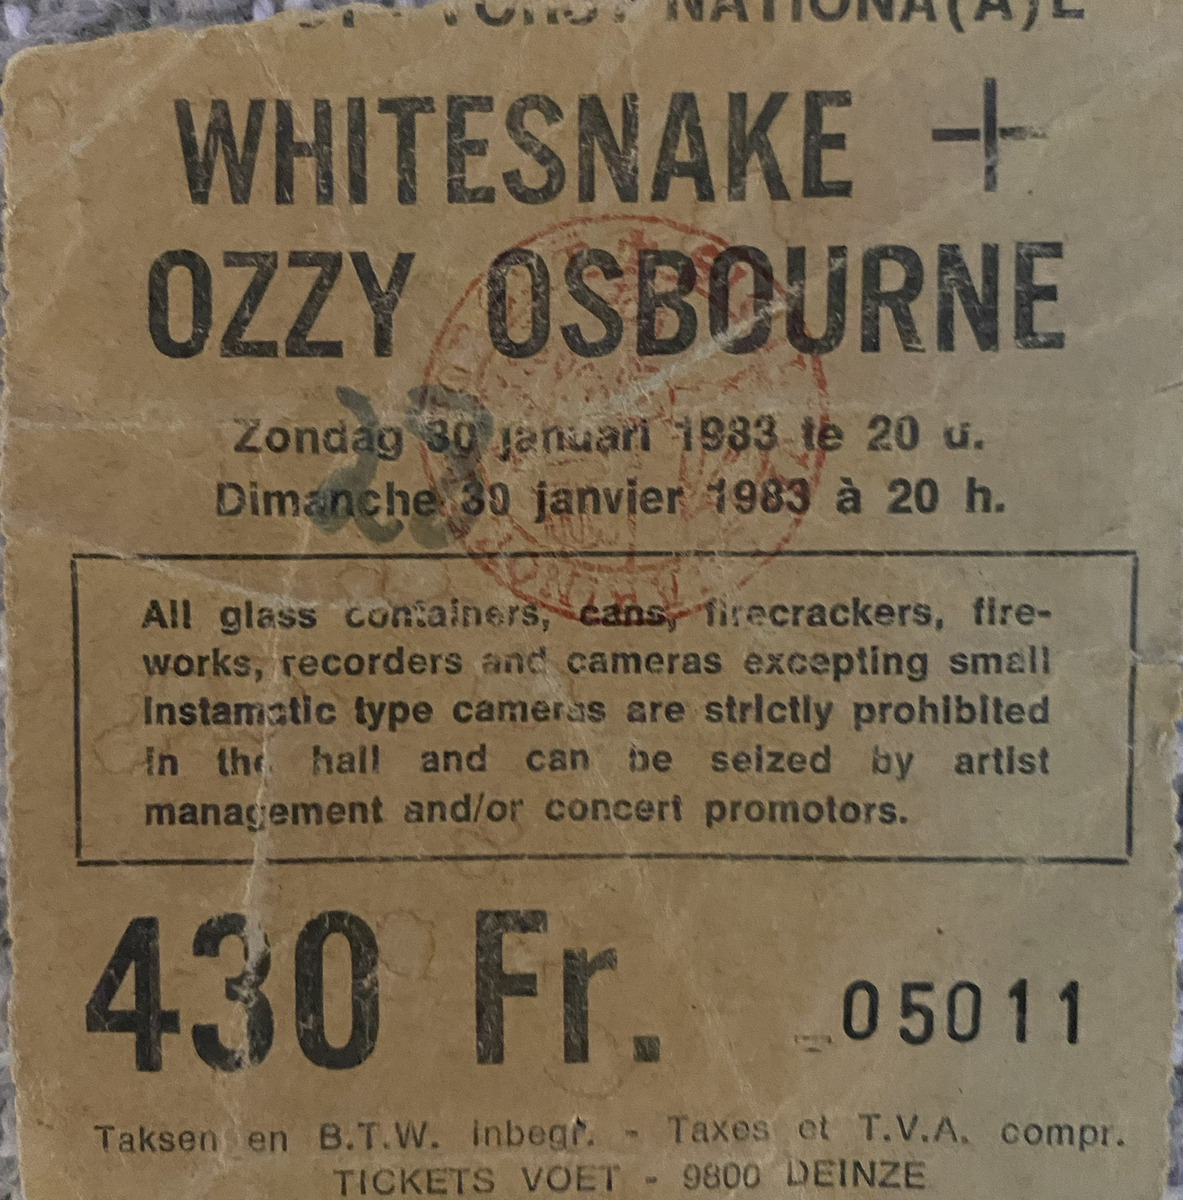 NATIONA(A)L
WHITESNAKE +
OZZY OSBOURNE
Zondag 30 januari 1983 te 20 u.
Dimanche 30 janvier 1983 à 20 h.
All glass containers, cans, firecrackers, fire-
works, recorders and cameras excepting small
instamatic type cameras are strictly prohibited
in the hall and can be seized by artist
management and/or concert promotors.
430 Fr.
05011
Taksen en B.T.W. inbegr. - Taxes et T.V.A. compr.
TICKETS VOET - 9800 DEINZE